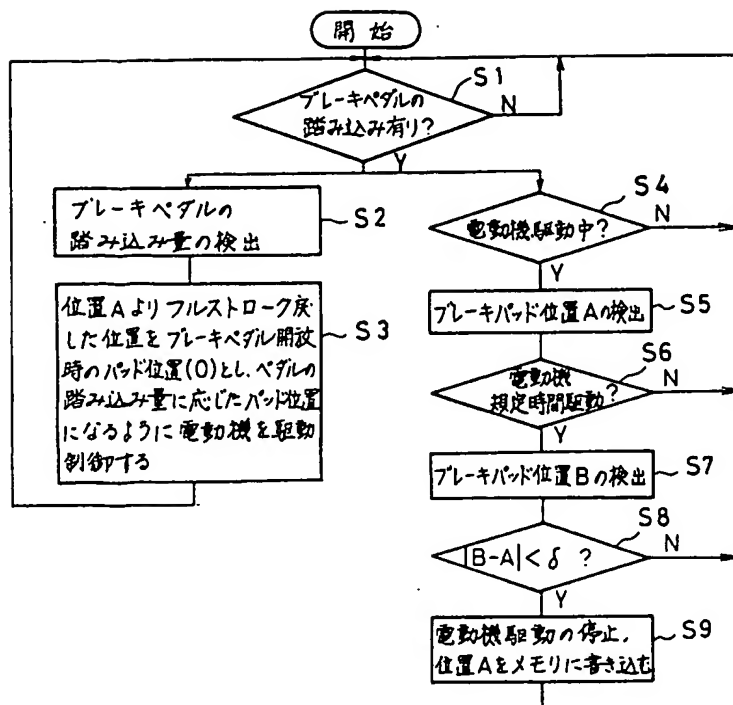 開始
S1
ブレーキペダルの
踏み込み有り?
N
Y
ブレーキペダルの
踏み込み量の検出
S2
位置Aよりフルストローク戻
した位置をブレーキペダル開放
時のパッド位置(0)とし、ペダルの
踏み込み量に応じたパッド位置
になるように電動機を駆動
制御する
S3
S4
電動機駆動中?
N
Y
ブレーキパッド位置Aの検出
S5
S6
電動機
規定時間駆動?
N
Y
ブレーキパッド位置Bの検出
S7
S8
|B-A|<δ ?
N
Y
電動機駆動の停止,
位置Aをメモリに書き込む
S9